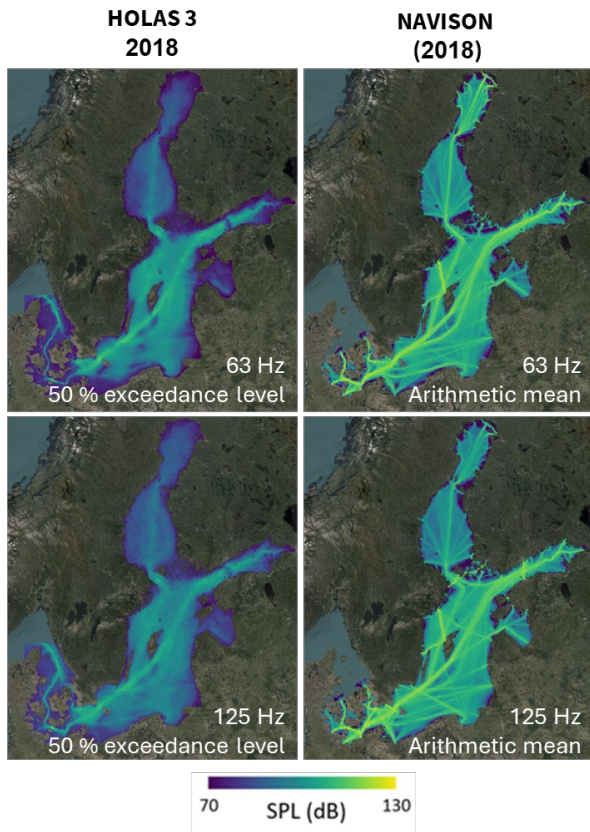 HOLAS 3
2018
NAVISON
(2018)
63 Hz
50 % exceedance level
63 Hz
Arithmetic mean
125 Hz
50 % exceedance level
125 Hz
Arithmetic mean
70 SPL (dB) 130